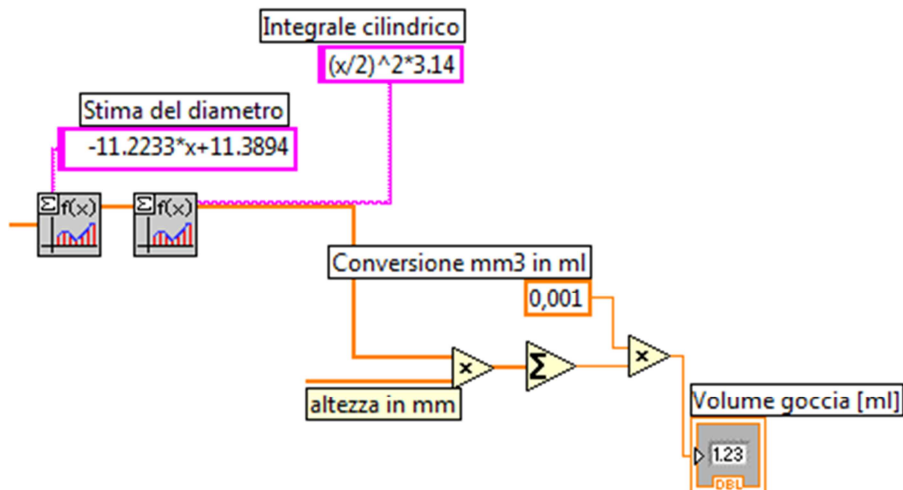 Integrale cilindrico
(x/2)^2*3.14
Stima del diametro
-11.2233*x+11.3894
Σ f(x)
Σ f(x)
Conversione mm3 in ml
0,001
x
Σ
x
altezza in mm
Volume goccia [ml]
1.23
DBL